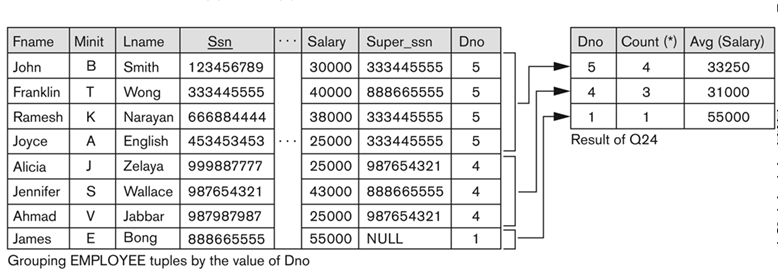 Fname Minit Lname Ssn ··· Salary Super_ssn Dno
John B Smith 123456789 30000 333445555 5
Franklin T Wong 333445555 40000 888665555 5
Ramesh K Narayan 666884444 38000 333445555 5
Joyce A English 453453453 ··· 25000 333445555 5
Alicia J Zelaya 999887777 25000 987654321 4
Jennifer S Wallace 987654321 43000 888665555 4
Ahmad V Jabbar 987987987 25000 987654321 4
James E Bong 888665555 55000 NULL 1
Grouping EMPLOYEE tuples by the value of Dno
Dno Count (*) Avg (Salary)
5 4 33250
4 3 31000
1 1 55000
Result of Q24